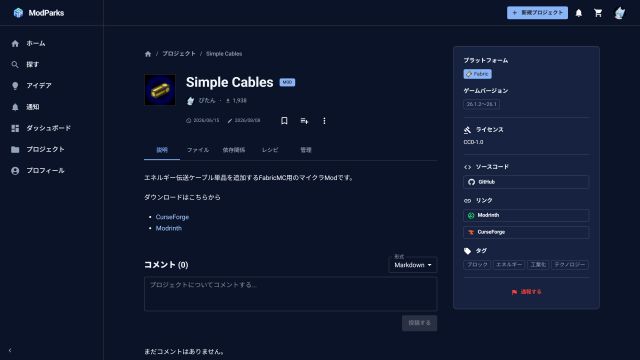 ModParks
+ 新規プロジェクト
ホーム
探す
アイデア
通知
ダッシュボード
プロジェクト
プロフィール
/ プロジェクト / Simple Cables
Simple Cables
MOD
ぴたん · 1,938
2026/06/15 2026/08/08
説明 ファイル 依存関係 レシピ 管理
エネルギー伝送ケーブル単品を追加するFabricMC用のマイクラModです。
ダウンロードはこちらから
• CurseForge
• Modrinth
コメント (0)
形式
Markdown
プロジェクトについてコメントする...
投稿する
まだコメントはありません。
プラットフォーム
Fabric
ゲームバージョン
26.1.2〜26.1
ライセンス
CC0-1.0
ソースコード
GitHub
リンク
Modrinth
CurseForge
タグ
ブロック エネルギー 工業化 テクノロジー
通報する